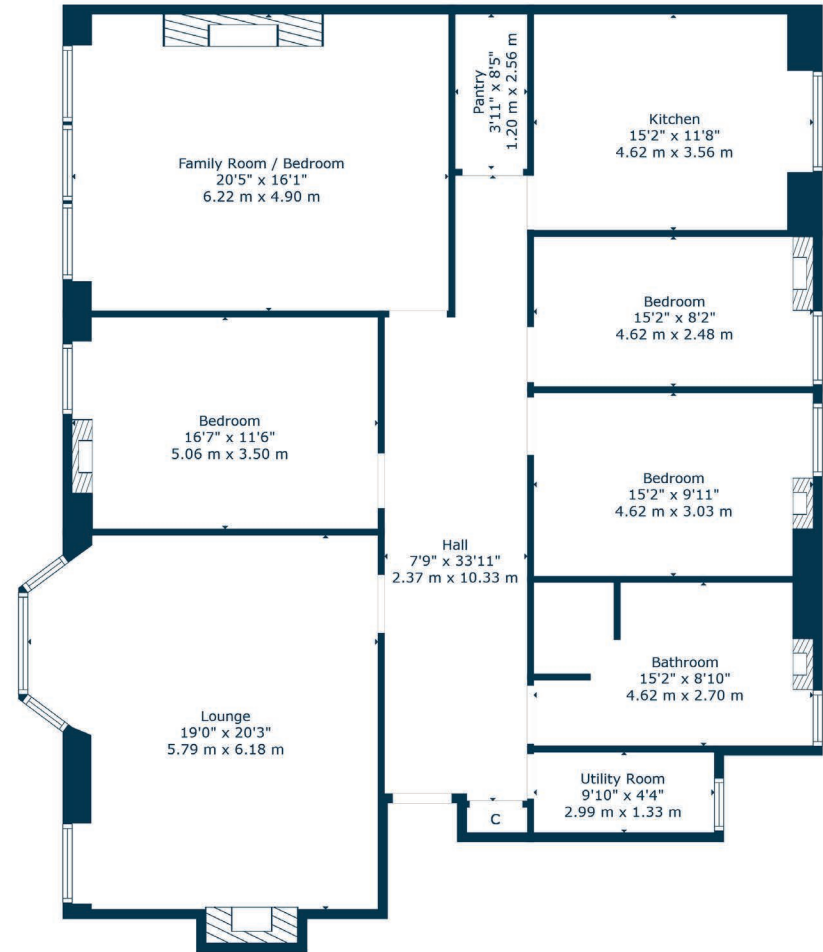 Family Room / Bedroom
20'5" x 16'1"
6.22 m x 4.90 m
Pantry
3'11" x 8'5"
1.20 m x 2.56 m
Kitchen
15'2" x 11'8"
4.62 m x 3.56 m
Bedroom
15'2" x 8'2"
4.62 m x 2.48 m
Bedroom
16'7" x 11'6"
5.06 m x 3.50 m
Bedroom
15'2" x 9'11"
4.62 m x 3.03 m
Hall
7'9" x 33'11"
2.37 m x 10.33 m
Bathroom
15'2" x 8'10"
4.62 m x 2.70 m
Lounge
19'0" x 20'3"
5.79 m x 6.18 m
Utility Room
9'10" x 4'4"
2.99 m x 1.33 m
C